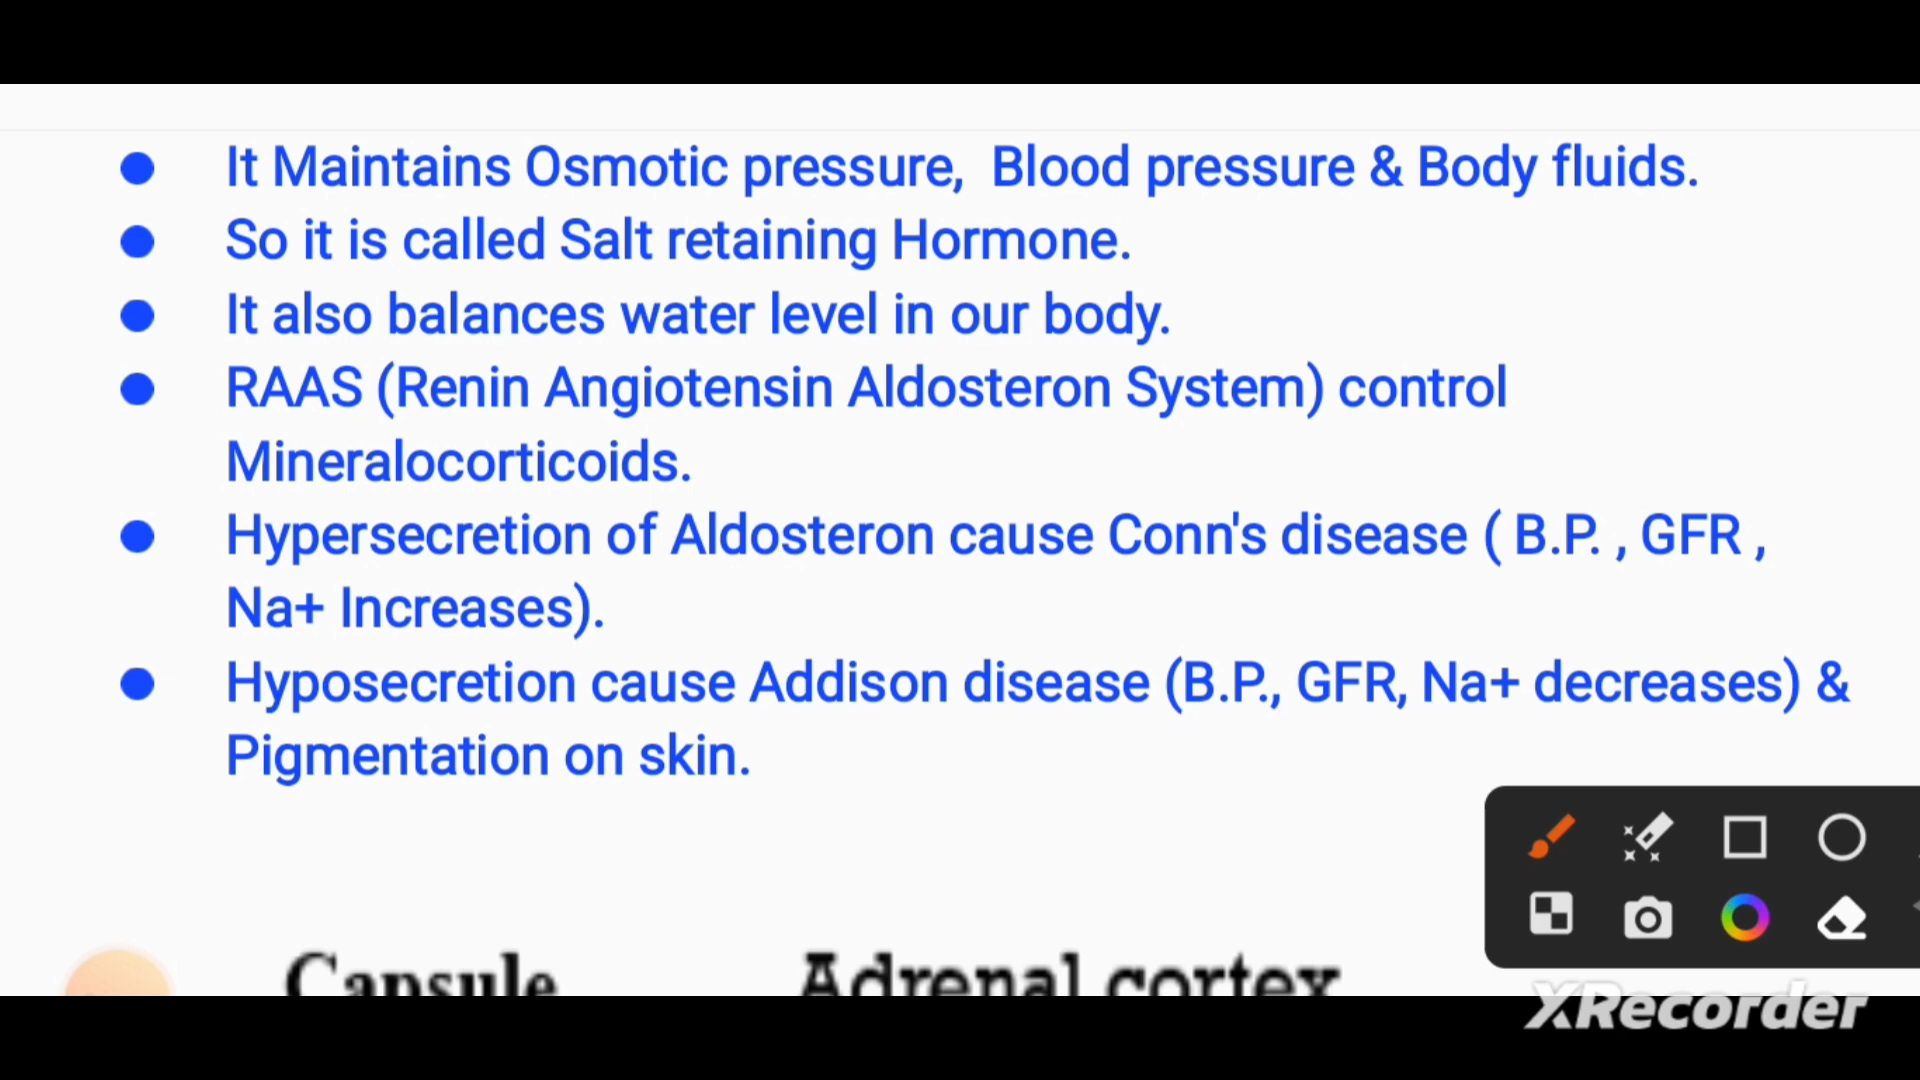 It Maintains Osmotic pressure, Blood pressure & Body fluids.
So it is called Salt retaining Hormone.
It also balances water level in our body.
RAAS (Renin Angiotensin Aldosteron System) control
Mineralocorticoids.
Hypersecretion of Aldosteron cause Conn's disease ( B.P. , GFR ,
Na+ Increases).
Hyposecretion cause Addison disease (B.P., GFR, Na+ decreases) &
Pigmentation on skin.
Capsule Adrenal cortex
XRecorder